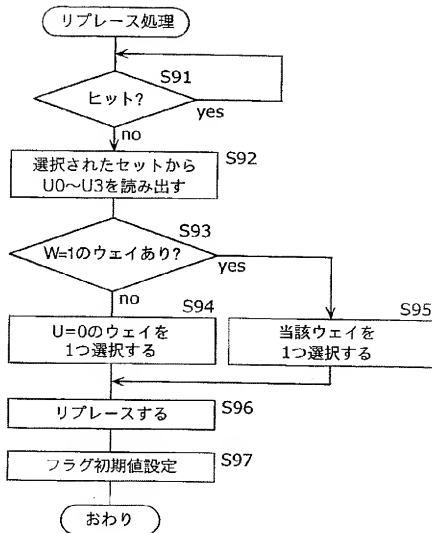 リプレース処理
S91
ヒット?
yes
no
S92
選択されたセットから
U0〜U3を読み出す
S93
W=1のウェイあり?
yes
no
S94
U=0のウェイを
1つ選択する
S95
当該ウェイを
1つ選択する
リプレースする
S96
フラグ初期値設定
S97
おわり